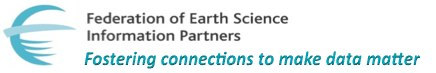 Federation of Earth Science
Information Partners
Fostering connections to make data matter